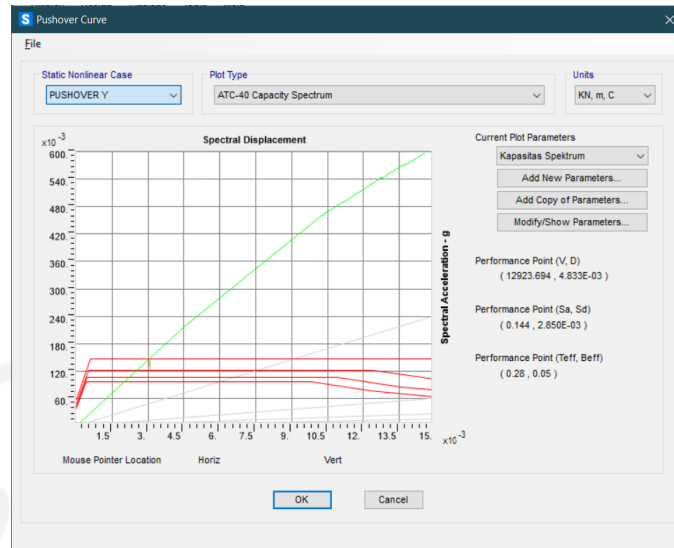 Pushover Curve
File
Static Nonlinear Case
PUSHOVER Y
Plot Type
ATC-40 Capacity Spectrum
Units
KN, m, C
x10 -3
Spectral Displacement
600.
540.
480.
420.
360.
300.
240.
180.
120.
60.
1.5 3. 4.5 6. 7.5 9. 10.5 12. 13.5 15. x10 -3
Spectral Acceleration - g
Mouse Pointer Location Horiz Vert
Current Plot Parameters
Kapasitas Spektrum
Add New Parameters...
Add Copy of Parameters...
Modify/Show Parameters...
Performance Point (V, D)
( 12923.694 , 4.833E-03 )
Performance Point (Sa, Sd)
( 0.144 , 2.850E-03 )
Performance Point (Teff, Beff)
( 0.28 , 0.05 )
OK Cancel